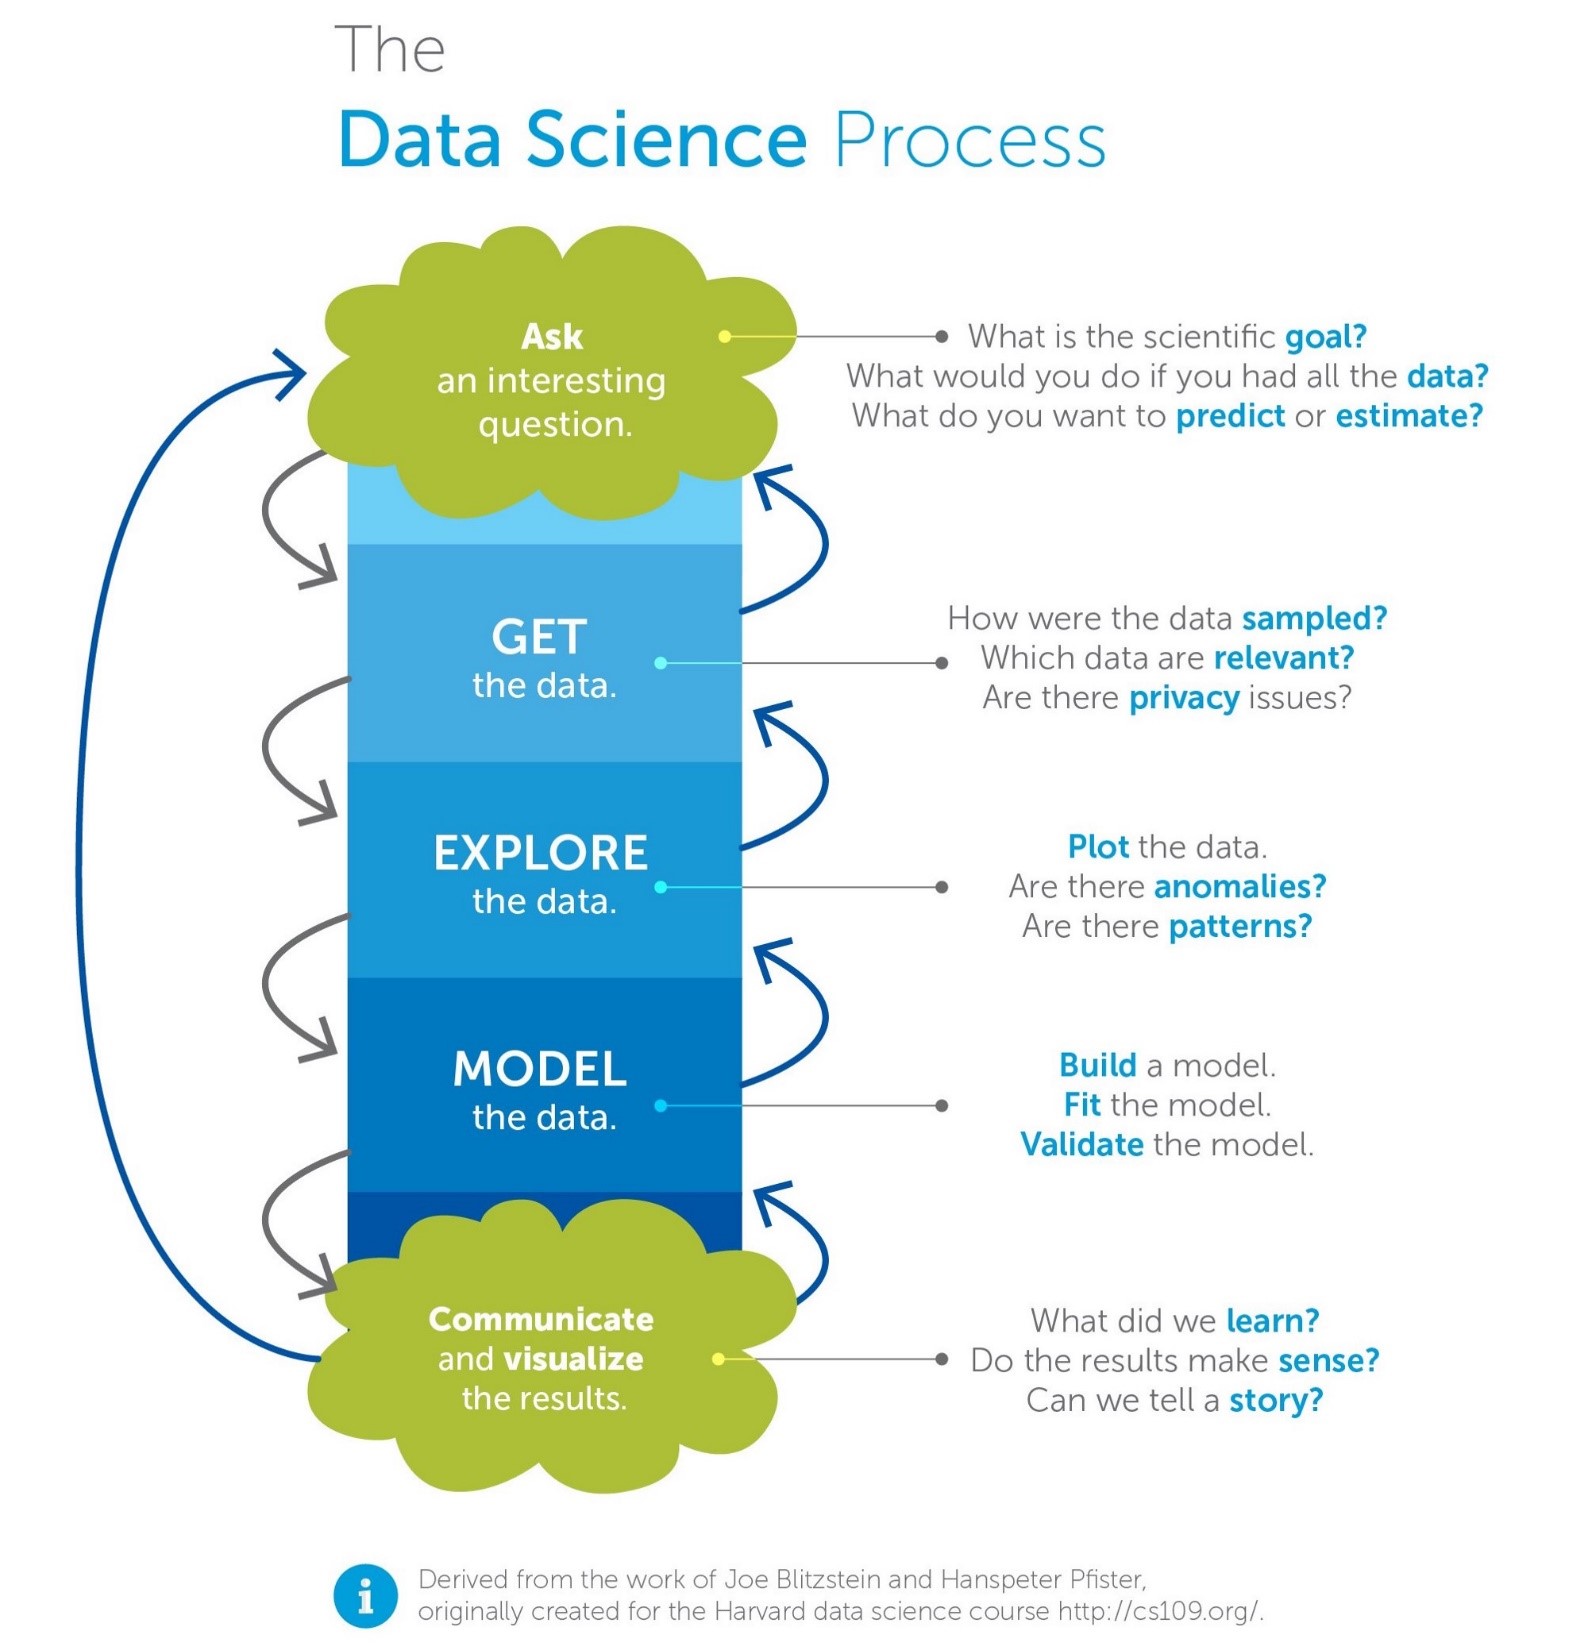 The
Data Science Process
Ask
an interesting
question.
What is the scientific goal?
What would you do if you had all the data?
What do you want to predict or estimate?
GET
the data.
How were the data sampled?
Which data are relevant?
Are there privacy issues?
EXPLORE
the data.
Plot the data.
Are there anomalies?
Are there patterns?
MODEL
the data.
Build a model.
Fit the model.
Validate the model.
Communicate
and visualize
the results.
What did we learn?
Do the results make sense?
Can we tell a story?
i
Derived from the work of Joe Blitzstein and Hanspeter Pfister,
originally created for the Harvard data science course http://cs109.org/.